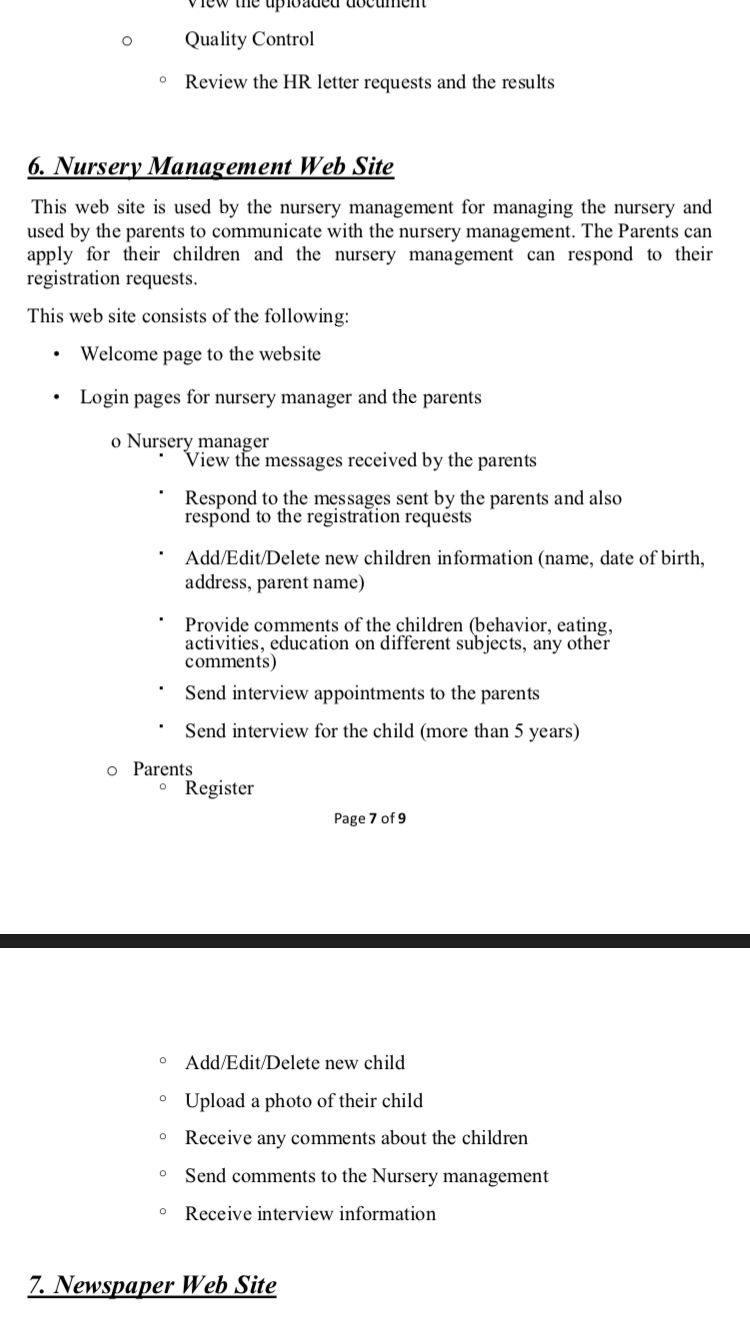 View the uploaded document
o Quality Control
o Review the HR letter requests and the results
6. Nursery Management Web Site
This web site is used by the nursery management for managing the nursery and
used by the parents to communicate with the nursery management. The Parents can
apply for their children and the nursery management can respond to their
registration requests.
This web site consists of the following:
• Welcome page to the website
• Login pages for nursery manager and the parents
o Nursery manager
▪ View the messages received by the parents
▪ Respond to the messages sent by the parents and also
respond to the registration requests
▪ Add/Edit/Delete new children information (name, date of birth,
address, parent name)
▪ Provide comments of the children (behavior, eating,
activities, education on different subjects, any other
comments)
▪ Send interview appointments to the parents
▪ Send interview for the child (more than 5 years)
o Parents
o Register
Page 7 of 9
o Add/Edit/Delete new child
o Upload a photo of their child
o Receive any comments about the children
o Send comments to the Nursery management
o Receive interview information
7. Newspaper Web Site